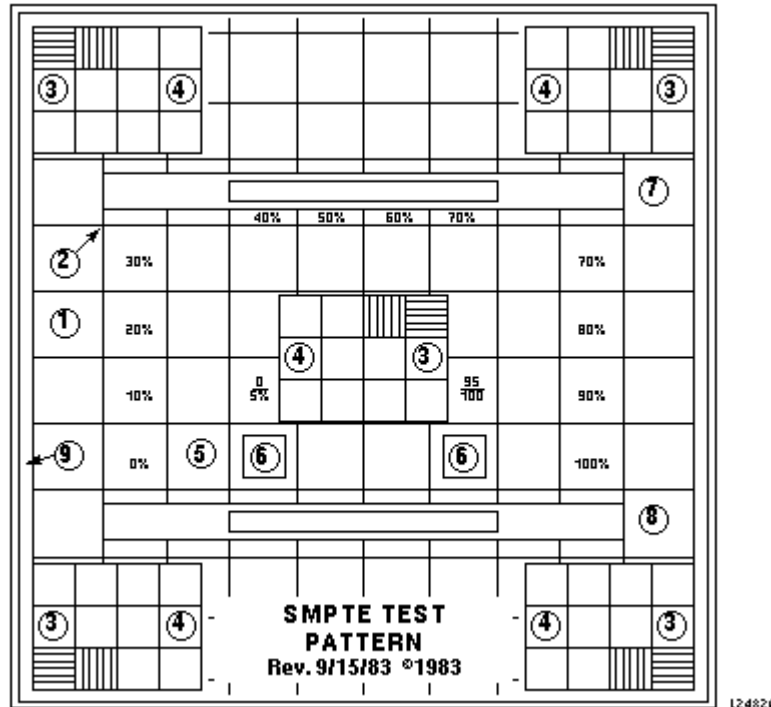 3 4 4 3
7
40% 50% 60% 70%
2 30% 70%
1 20% 80%
4 3
10% 0 5% 95 100 90%
9 0% 5 6 6 100%
8
3 4 SMPTE TEST 4 3
PATTERN
Rev. 9/15/83 ©1983